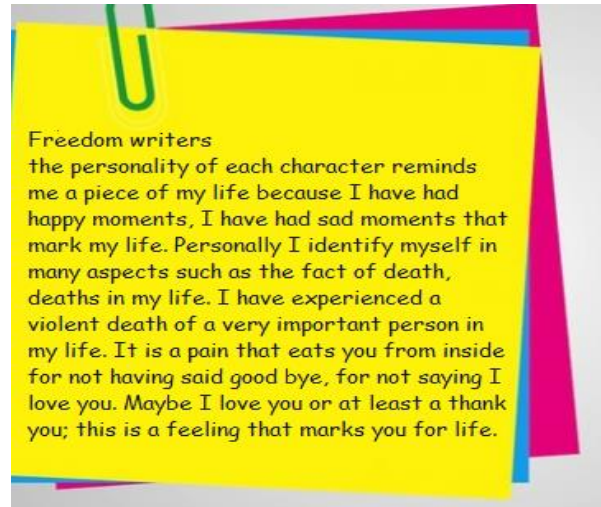 Freedom writers
the personality of each character reminds
me a piece of my life because I have had
happy moments, I have had sad moments that
mark my life. Personally I identify myself in
many aspects such as the fact of death,
deaths in my life. I have experienced a
violent death of a very important person in
my life. It is a pain that eats you from inside
for not having said good bye, for not saying I
love you. Maybe I love you or at least a thank
you; this is a feeling that marks you for life.